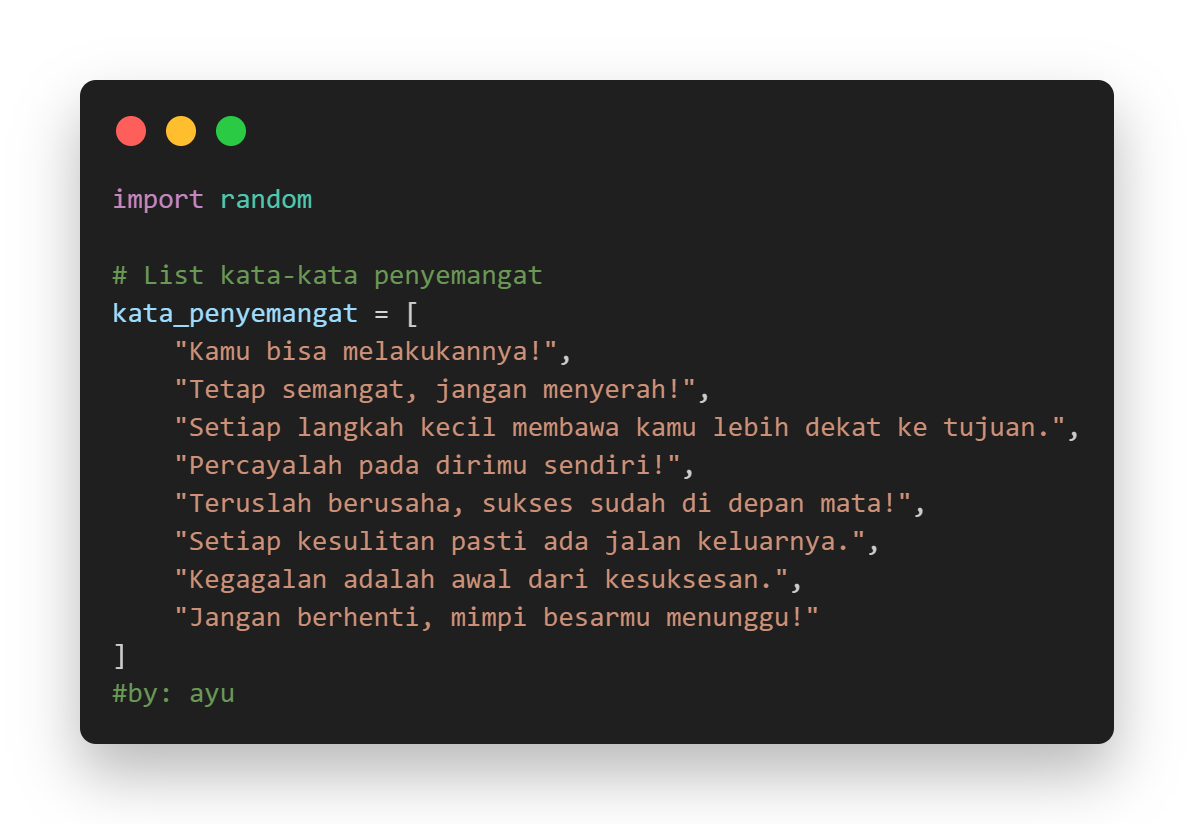 import random
# List kata-kata penyemangat
kata_penyemangat = [
    "Kamu bisa melakukannya!",
    "Tetap semangat, jangan menyerah!",
    "Setiap langkah kecil membawa kamu lebih dekat ke tujuan.",
    "Percayalah pada dirimu sendiri!",
    "Teruslah berusaha, sukses sudah di depan mata!",
    "Setiap kesulitan pasti ada jalan keluarnya.",
    "Kegagalan adalah awal dari kesuksesan.",
    "Jangan berhenti, mimpi besarmu menunggu!"
]
#by: ayu